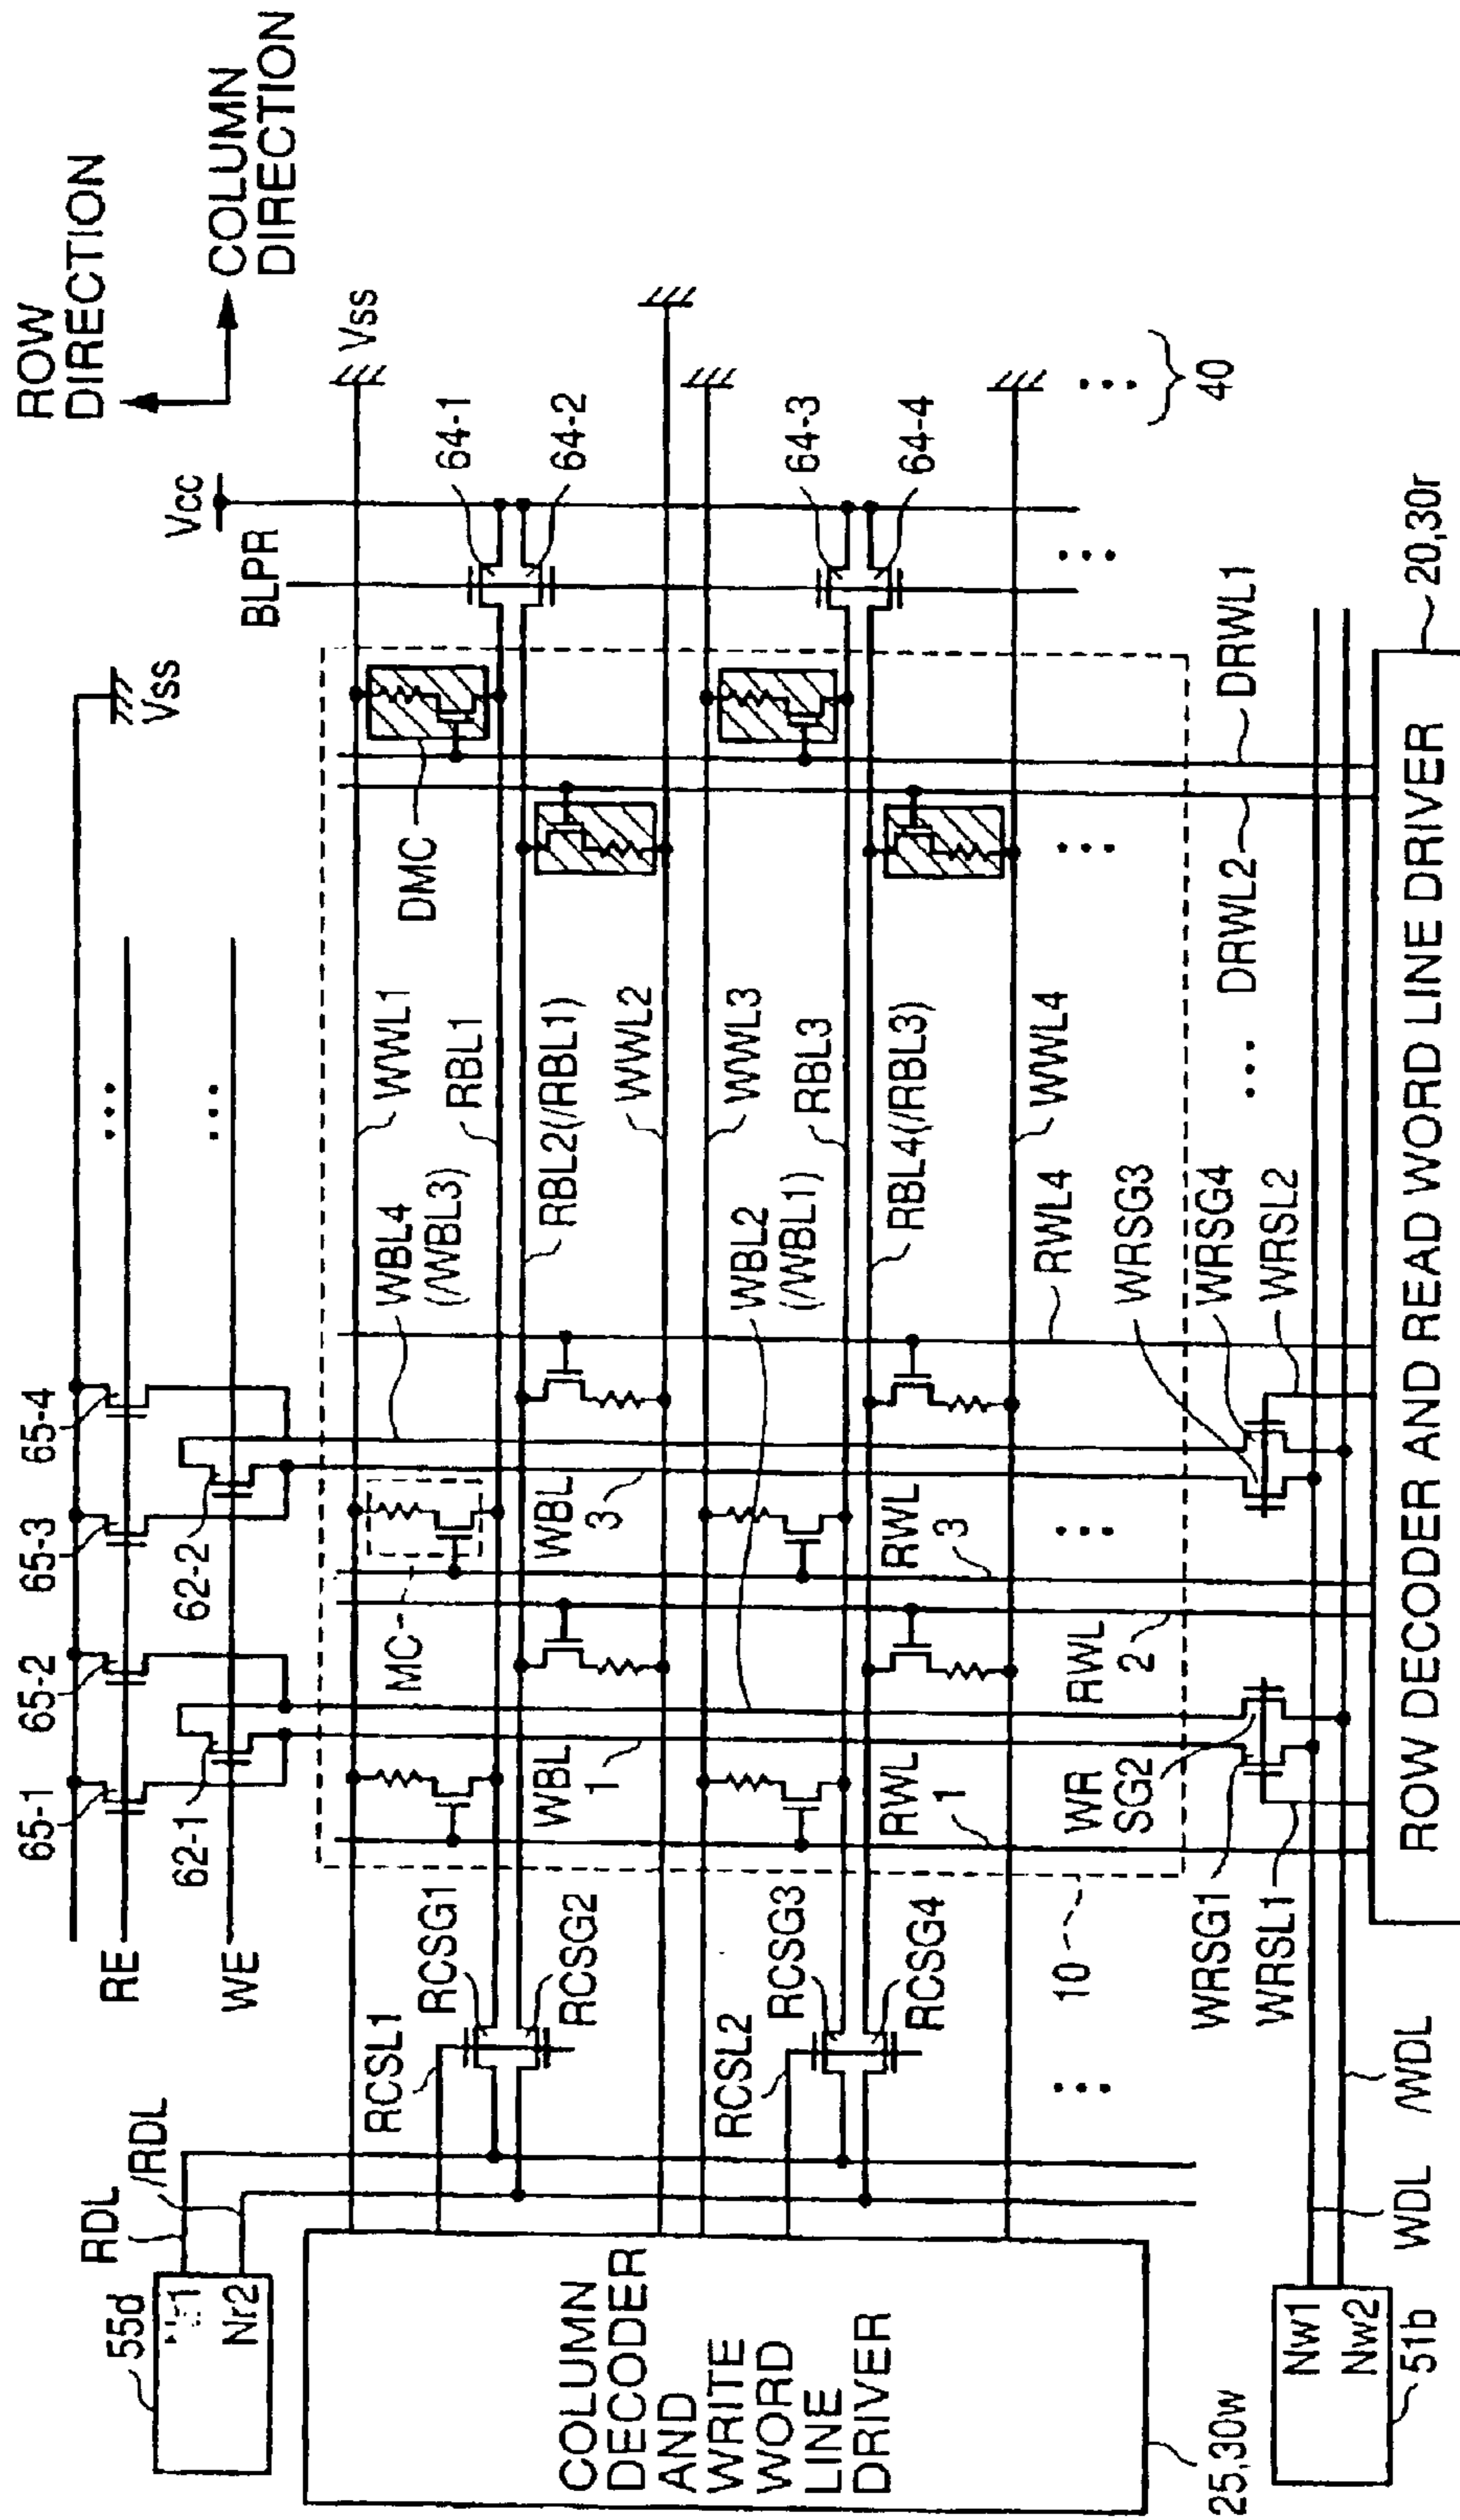 ROW
DIRECTION
COLUMN
DIRECTION
65-1
65-2
65-3
65-4
RE
WE
62-1
62-2
...
...
Vss
Vcc
BLPR
Vss
55d
Nr2
RDL
/RDL
RCSL1
RCSG1
RCSG2
RCSL2
RCSG3
RCSG4
COLUMN
DECODER
AND
WRITE
WORD
LINE
DRIVER
25,30w
MC
WBL
1
WBL
3
WBL4
(/WBL3)
WWL1
RBL1
RBL2(/RBL1)
WWL2
WBL2
(/WBL1)
WWL3
RBL3
RBL4(/RBL3)
WWL4
DMC
64-1
64-2
64-3
64-4
...
...
...
...
...
40
RWL
1
RWL
2
RWL
3
RWL4
10
WR
SG2
WRSG1
WRSL1
WRSG3
WRSG4
WRSL2
...
DRWL2
DRWL1
51b
Nw1
Nw2
WDL
/WDL
ROW DECODER AND READ WORD LINE DRIVER
20,30r